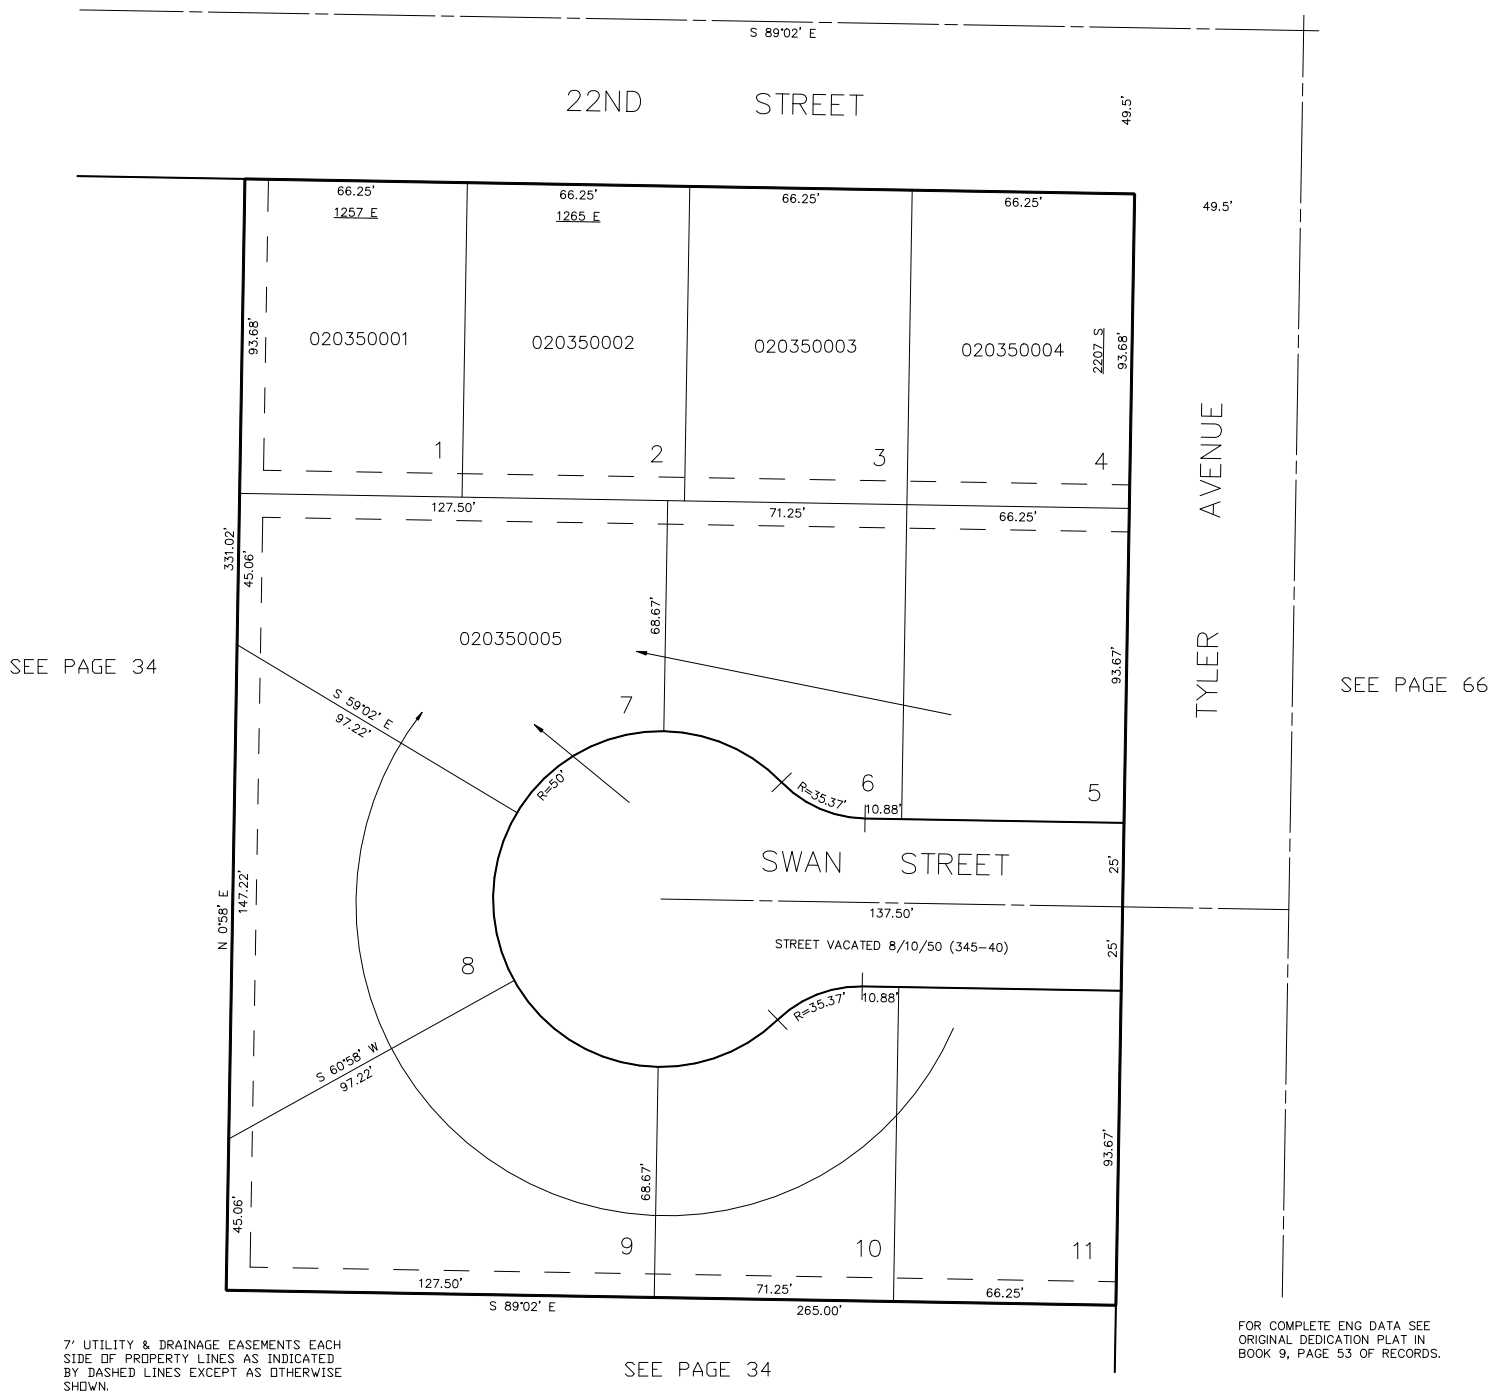 S 89°02' E
22ND STREET
49.5'
66.25'
66.25'
66.25'
66.25'
49.5'
1257 E
1265 E
93.68'
020350001
020350002
020350003
020350004
2207 S
93.68'
1
2
3
4
TYLER AVENUE
127.50'
71.25'
66.25'
331.02'
45.06'
68.67'
020350005
93.67'
SEE PAGE 34
SEE PAGE 66
S 59°02' E
97.22'
7
R=50'
6
R=35.37'
10.88'
5
SWAN STREET
25'
N 0°58' E
147.22'
137.50'
STREET VACATED 8/10/50 (345-40)
25'
8
R=35.37'
10.88'
S 60°58' W
97.22'
93.67'
68.67'
45.06'
9
10
11
127.50'
71.25'
66.25'
S 89°02' E
265.00'
7' UTILITY & DRAINAGE EASEMENTS EACH
SIDE OF PROPERTY LINES AS INDICATED
BY DASHED LINES EXCEPT AS OTHERWISE
SHOWN.
SEE PAGE 34
FOR COMPLETE ENG DATA SEE
ORIGINAL DEDICATION PLAT IN
BOOK 9, PAGE 53 OF RECORDS.